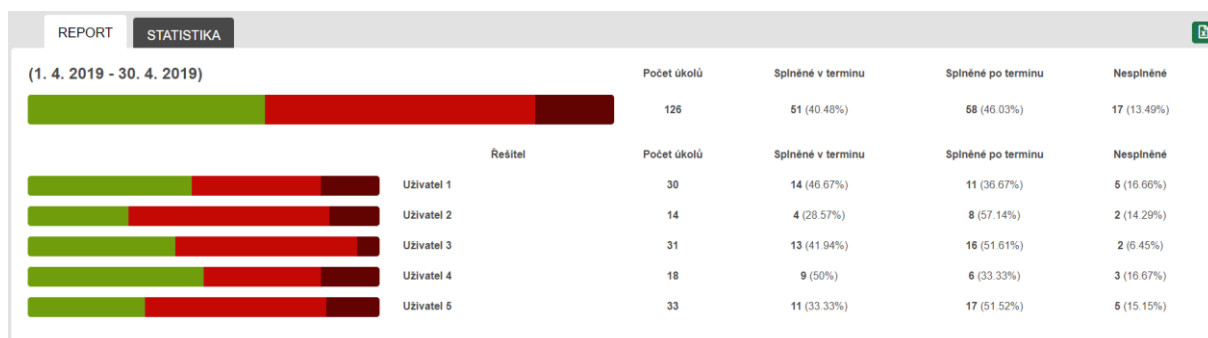 REPORT STATISTIKA
(1. 4. 2019 - 30. 4. 2019) Počet úkolů Splněné v terminu Splněné po terminu Nesplněné
126 51 (40.48%) 58 (46.03%) 17 (13.49%)
Řešitel Počet úkolů Splněné v terminu Splněné po terminu Nesplněné
Uživatel 1 30 14 (46.67%) 11 (36.67%) 5 (16.66%)
Uživatel 2 14 4 (28.57%) 8 (57.14%) 2 (14.29%)
Uživatel 3 31 13 (41.94%) 16 (51.61%) 2 (6.45%)
Uživatel 4 18 9 (50%) 6 (33.33%) 3 (16.67%)
Uživatel 5 33 11 (33.33%) 17 (51.52%) 5 (15.15%)